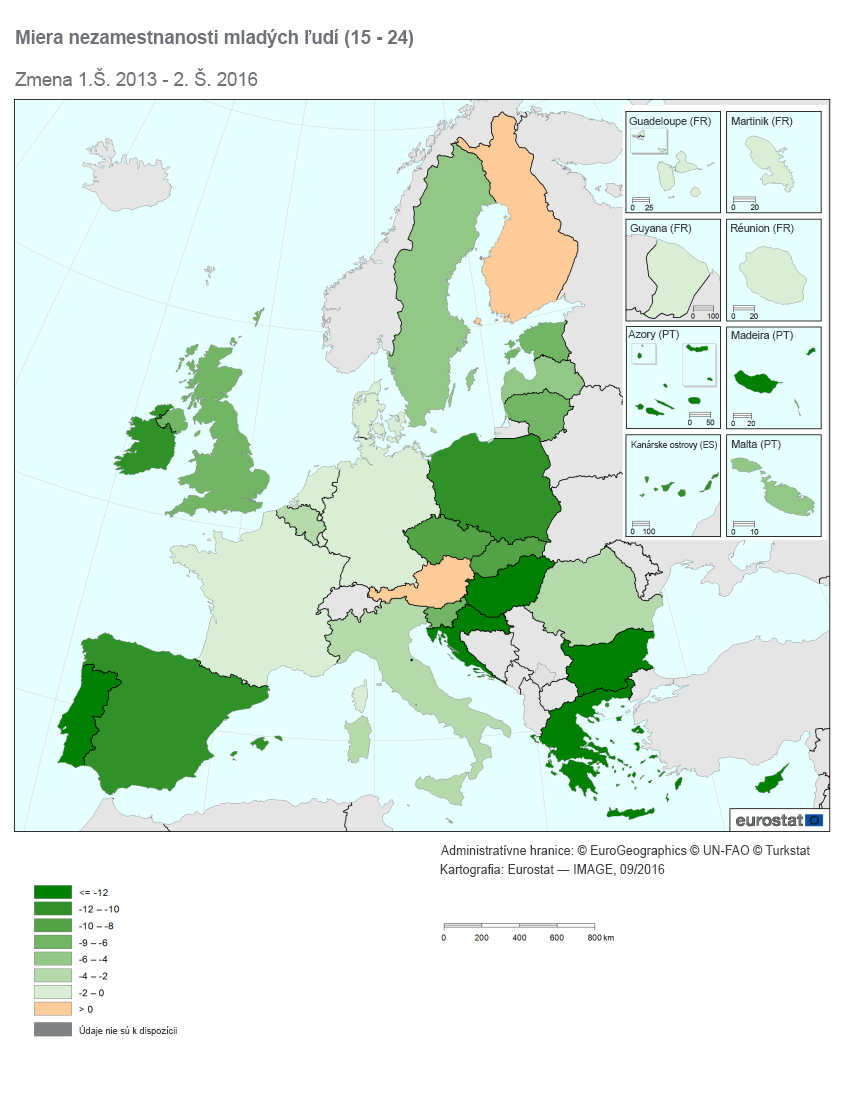 Miera nezamestnanosti mladých ľudí (15 - 24)
Zmena 1.Š. 2013 - 2. Š. 2016
Guadeloupe (FR)
0 25
Martinik (FR)
0 20
Guyana (FR)
0 100
Réunion (FR)
0 20
Azory (PT)
0 50
Madeira (PT)
0 20
Kanárske ostrovy (ES)
0 100
Malta (PT)
0 10
eurostat
Administratívne hranice: © EuroGeographics © UN-FAO © Turkstat
Kartografia: Eurostat — IMAGE, 09/2016
<= -12
-12 – -10
-10 – -8
-9 – -6
-6 – -4
-4 – -2
-2 – 0
> 0
Údaje nie sú k dispozícii
0 200 400 600 800 km